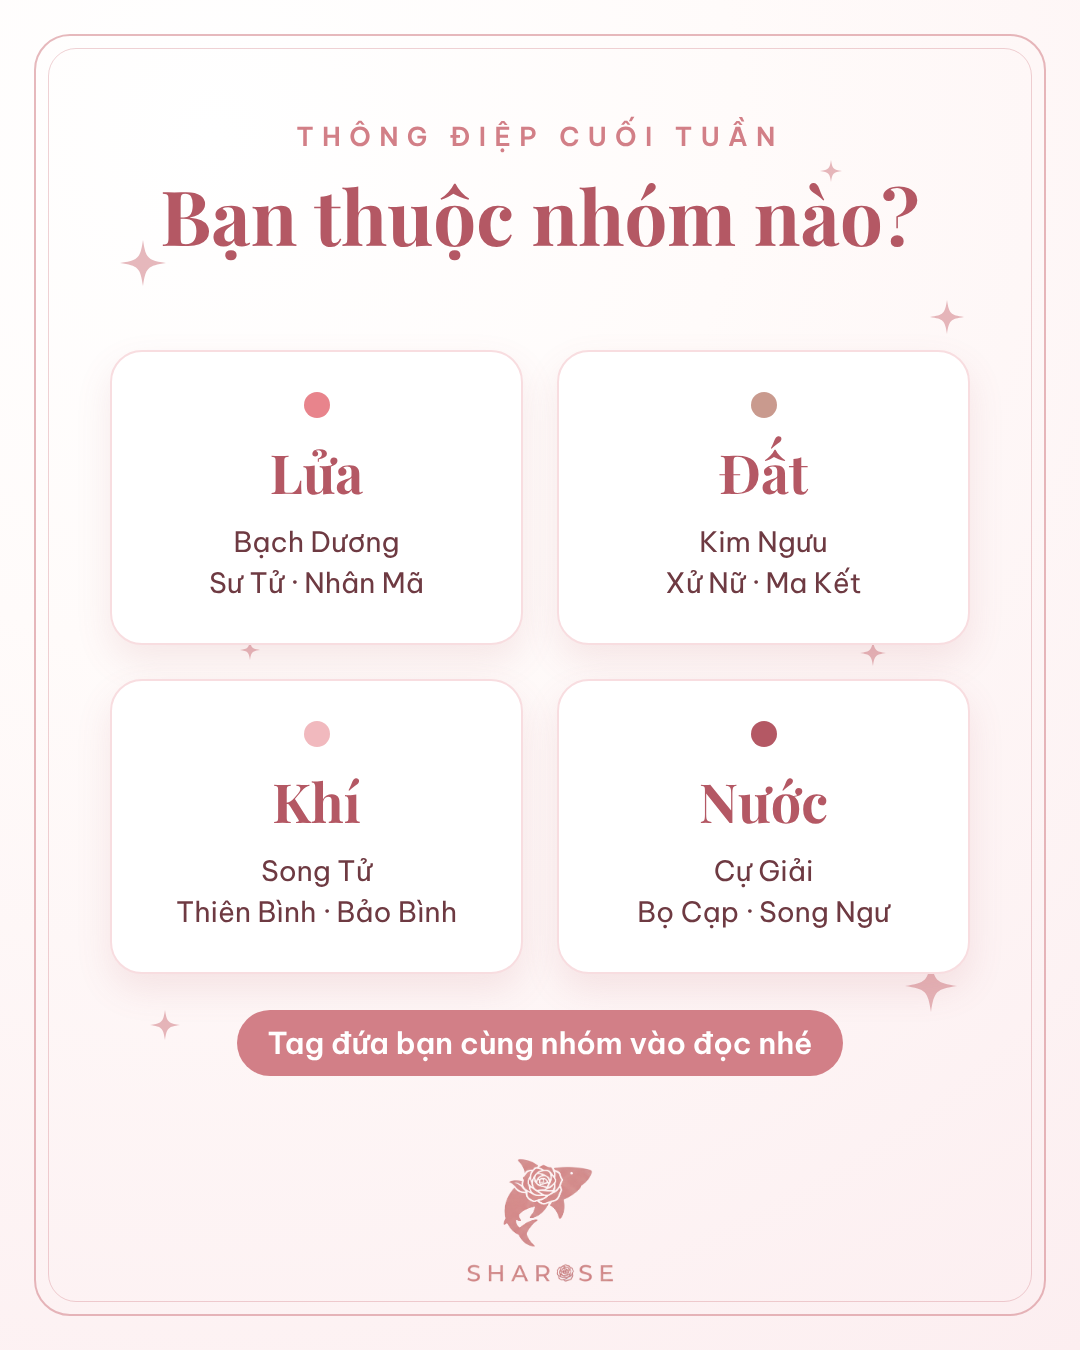 THÔNG ĐIỆP CUỐI TUẦN
Bạn thuộc nhóm nào?
Lửa
Bạch Dương
Sư Tử · Nhân Mã
Đất
Kim Ngưu
Xử Nữ · Ma Kết
Khí
Song Tử
Thiên Bình · Bảo Bình
Nước
Cự Giải
Bọ Cạp · Song Ngư
Tag đứa bạn cùng nhóm vào đọc nhé
SHAROSE